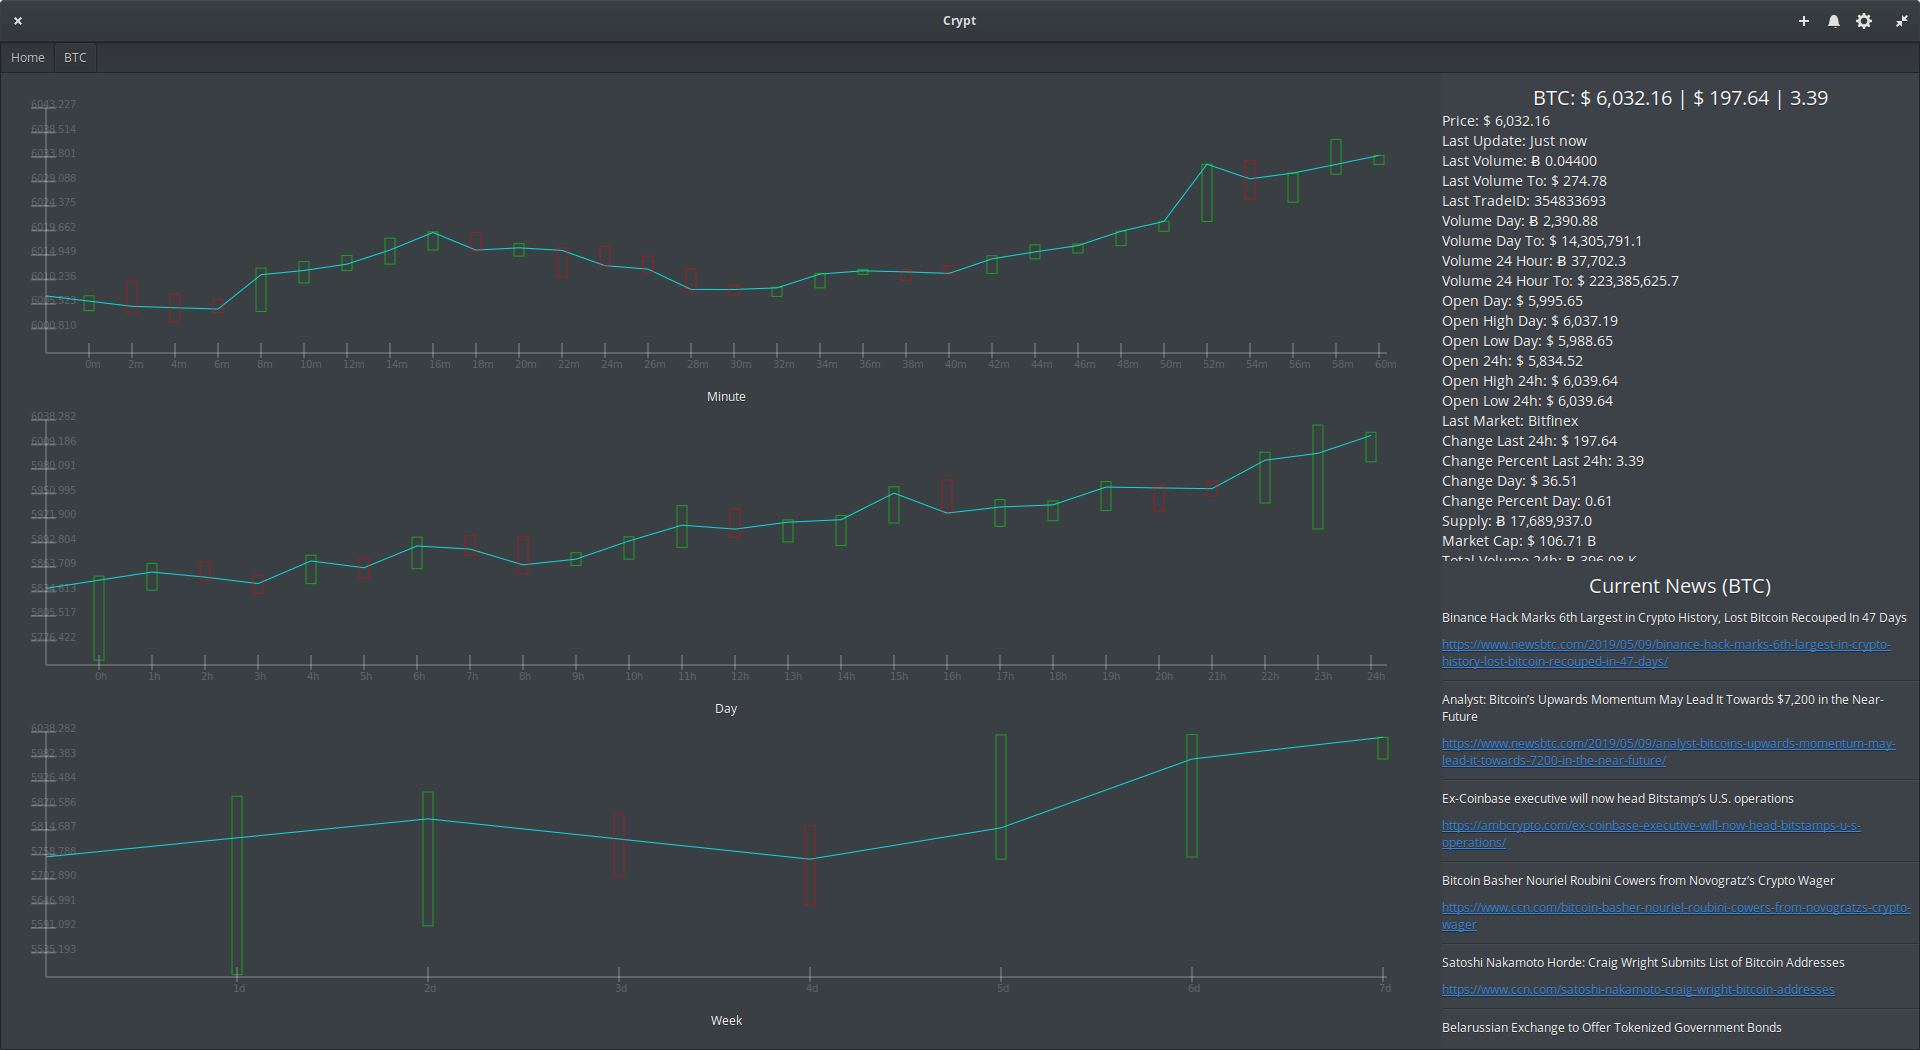 Crypt
Home BTC
6043.227
6038.514
6033.801
6029.088
6024.375
6019.662
6014.949
6010.236
6005.523
6000.810
0m 2m 4m 6m 8m 10m 12m 14m 16m 18m 20m 22m 24m 26m 28m 30m 32m 34m 36m 38m 40m 42m 44m 46m 48m 50m 52m 54m 56m 58m 60m
Minute
6038.282
6009.186
5980.091
5950.995
5921.900
5892.804
5863.709
5834.613
5805.517
5776.422
0h 1h 2h 3h 4h 5h 6h 7h 8h 9h 10h 11h 12h 13h 14h 15h 16h 17h 18h 19h 20h 21h 22h 23h 24h
Day
6038.282
5982.383
5926.484
5870.586
5814.687
5758.788
5702.890
5646.991
5591.092
5535.193
1d 2d 3d 4d 5d 6d 7d
Week
BTC: $ 6,032.16 | $ 197.64 | 3.39
Price: $ 6,032.16
Last Update: Just now
Last Volume: Ƀ 0.04400
Last Volume To: $ 274.78
Last TradeID: 354833693
Volume Day: Ƀ 2,390.88
Volume Day To: $ 14,305,791.1
Volume 24 Hour: Ƀ 37,702.3
Volume 24 Hour To: $ 223,385,625.7
Open Day: $ 5,995.65
Open High Day: $ 6,037.19
Open Low Day: $ 5,988.65
Open 24h: $ 5,834.52
Open High 24h: $ 6,039.64
Open Low 24h: $ 6,039.64
Last Market: Bitfinex
Change Last 24h: $ 197.64
Change Percent Last 24h: 3.39
Change Day: $ 36.51
Change Percent Day: 0.61
Supply: Ƀ 17,689,937.0
Market Cap: $ 106.71 B
Total Volume 24h: Ƀ 396.98 K
Current News (BTC)
Binance Hack Marks 6th Largest in Crypto History, Lost Bitcoin Recouped In 47 Days
https://www.newsbtc.com/2019/05/09/binance-hack-marks-6th-largest-in-crypto-
history-lost-bitcoin-recouped-in-47-days/
Analyst: Bitcoin’s Upwards Momentum May Lead It Towards $7,200 in the Near-
Future
https://www.newsbtc.com/2019/05/09/analyst-bitcoins-upwards-momentum-may-
lead-it-towards-7200-in-the-near-future/
Ex-Coinbase executive will now head Bitstamp’s U.S. operations
https://ambcrypto.com/ex-coinbase-executive-will-now-head-bitstamps-u-s-
operations/
Bitcoin Basher Nouriel Roubini Cowers from Novogratz’s Crypto Wager
https://www.ccn.com/bitcoin-basher-nouriel-roubini-cowers-from-novogratzs-crypto-
wager
Satoshi Nakamoto Horde: Craig Wright Submits List of Bitcoin Addresses
https://www.ccn.com/satoshi-nakamoto-craig-wright-bitcoin-addresses
Belarussian Exchange to Offer Tokenized Government Bonds